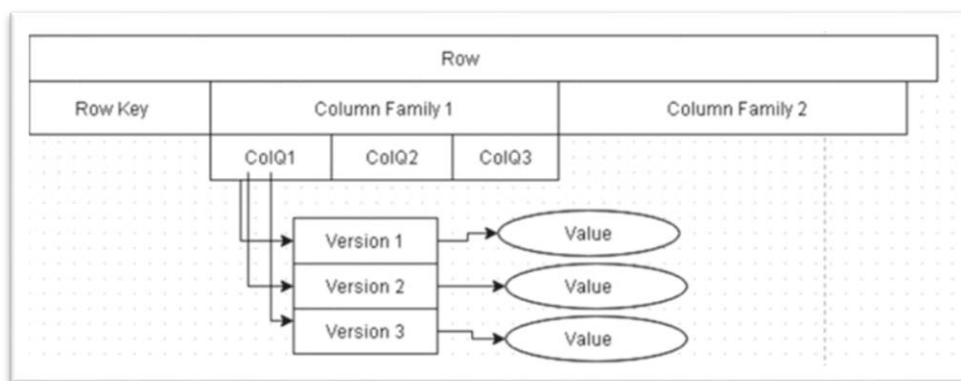 Row
Row Key Column Family 1 Column Family 2
ColQ1 ColQ2 ColQ3
Version 1 Value
Version 2 Value
Version 3 Value